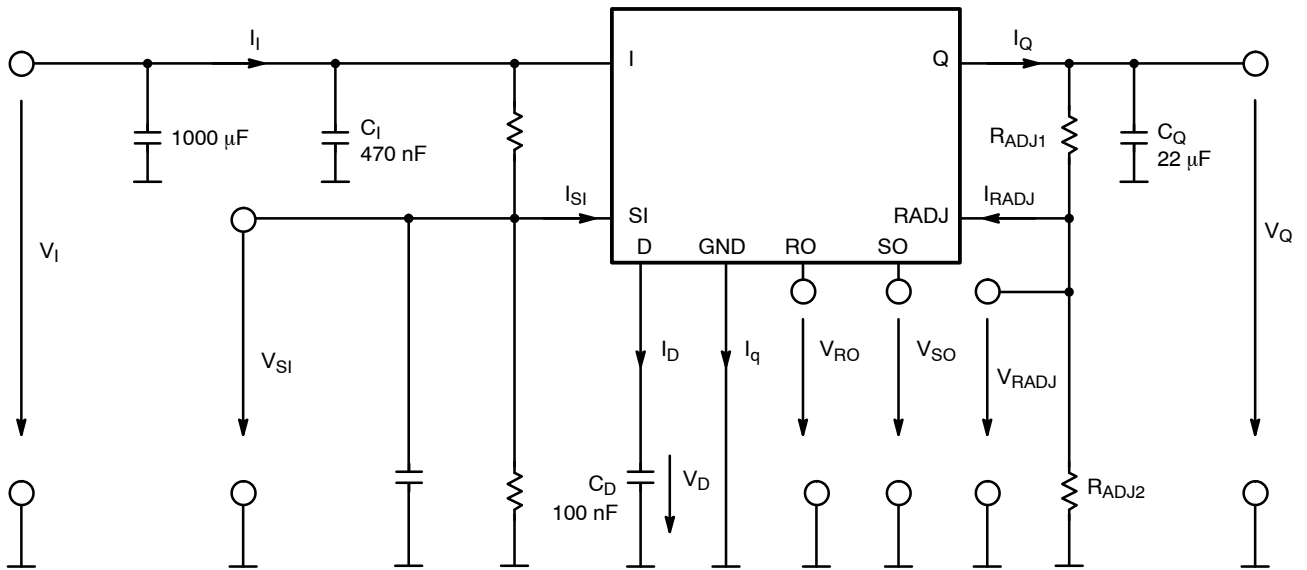 I_I
I
Q
I_Q
1000 μF
C_I
470 nF
R_ADJ1
C_Q
22 μF
I_SI
SI
RADJ
I_RADJ
D
GND
RO
SO
V_I
V_Q
V_SI
I_D
I_q
V_RO
V_SO
V_RADJ
C_D
100 nF
V_D
R_ADJ2